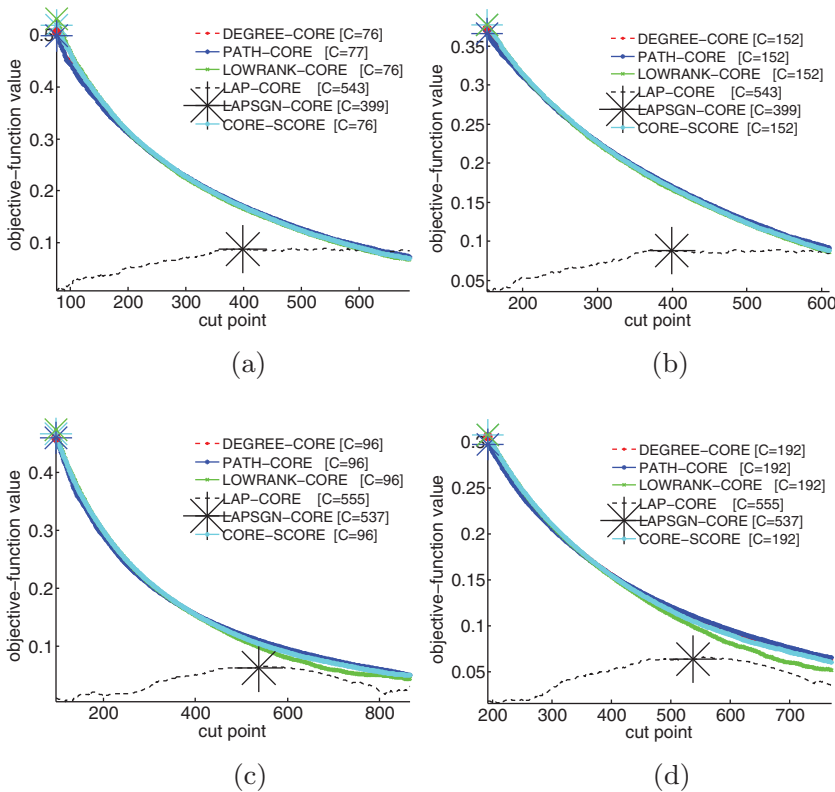 0.5
0.4
0.3
0.2
0.1
objective−function value
DEGREE−CORE [C=76]
PATH−CORE [C=77]
LOWRANK−CORE [C=76]
LAP−CORE [C=543]
LAPSGN−CORE [C=399]
CORE−SCORE [C=76]
100 200 300 400 500 600
cut point
(a)
0.35
0.3
0.25
0.2
0.15
0.1
0.05
objective−function value
DEGREE−CORE [C=152]
PATH−CORE [C=152]
LOWRANK−CORE [C=152]
LAP−CORE [C=543]
LAPSGN−CORE [C=399]
CORE−SCORE [C=152]
200 300 400 500 600
cut point
(b)
0.4
0.3
0.2
0.1
objective−function value
DEGREE−CORE [C=96]
PATH−CORE [C=96]
LOWRANK−CORE [C=96]
LAP−CORE [C=555]
LAPSGN−CORE [C=537]
CORE−SCORE [C=96]
200 400 600 800
cut point
(c)
0.3
0.25
0.2
0.15
0.1
0.05
objective−function value
DEGREE−CORE [C=192]
PATH−CORE [C=192]
LOWRANK−CORE [C=192]
LAP−CORE [C=555]
LAPSGN−CORE [C=537]
CORE−SCORE [C=192]
200 300 400 500 600 700
cut point
(d)